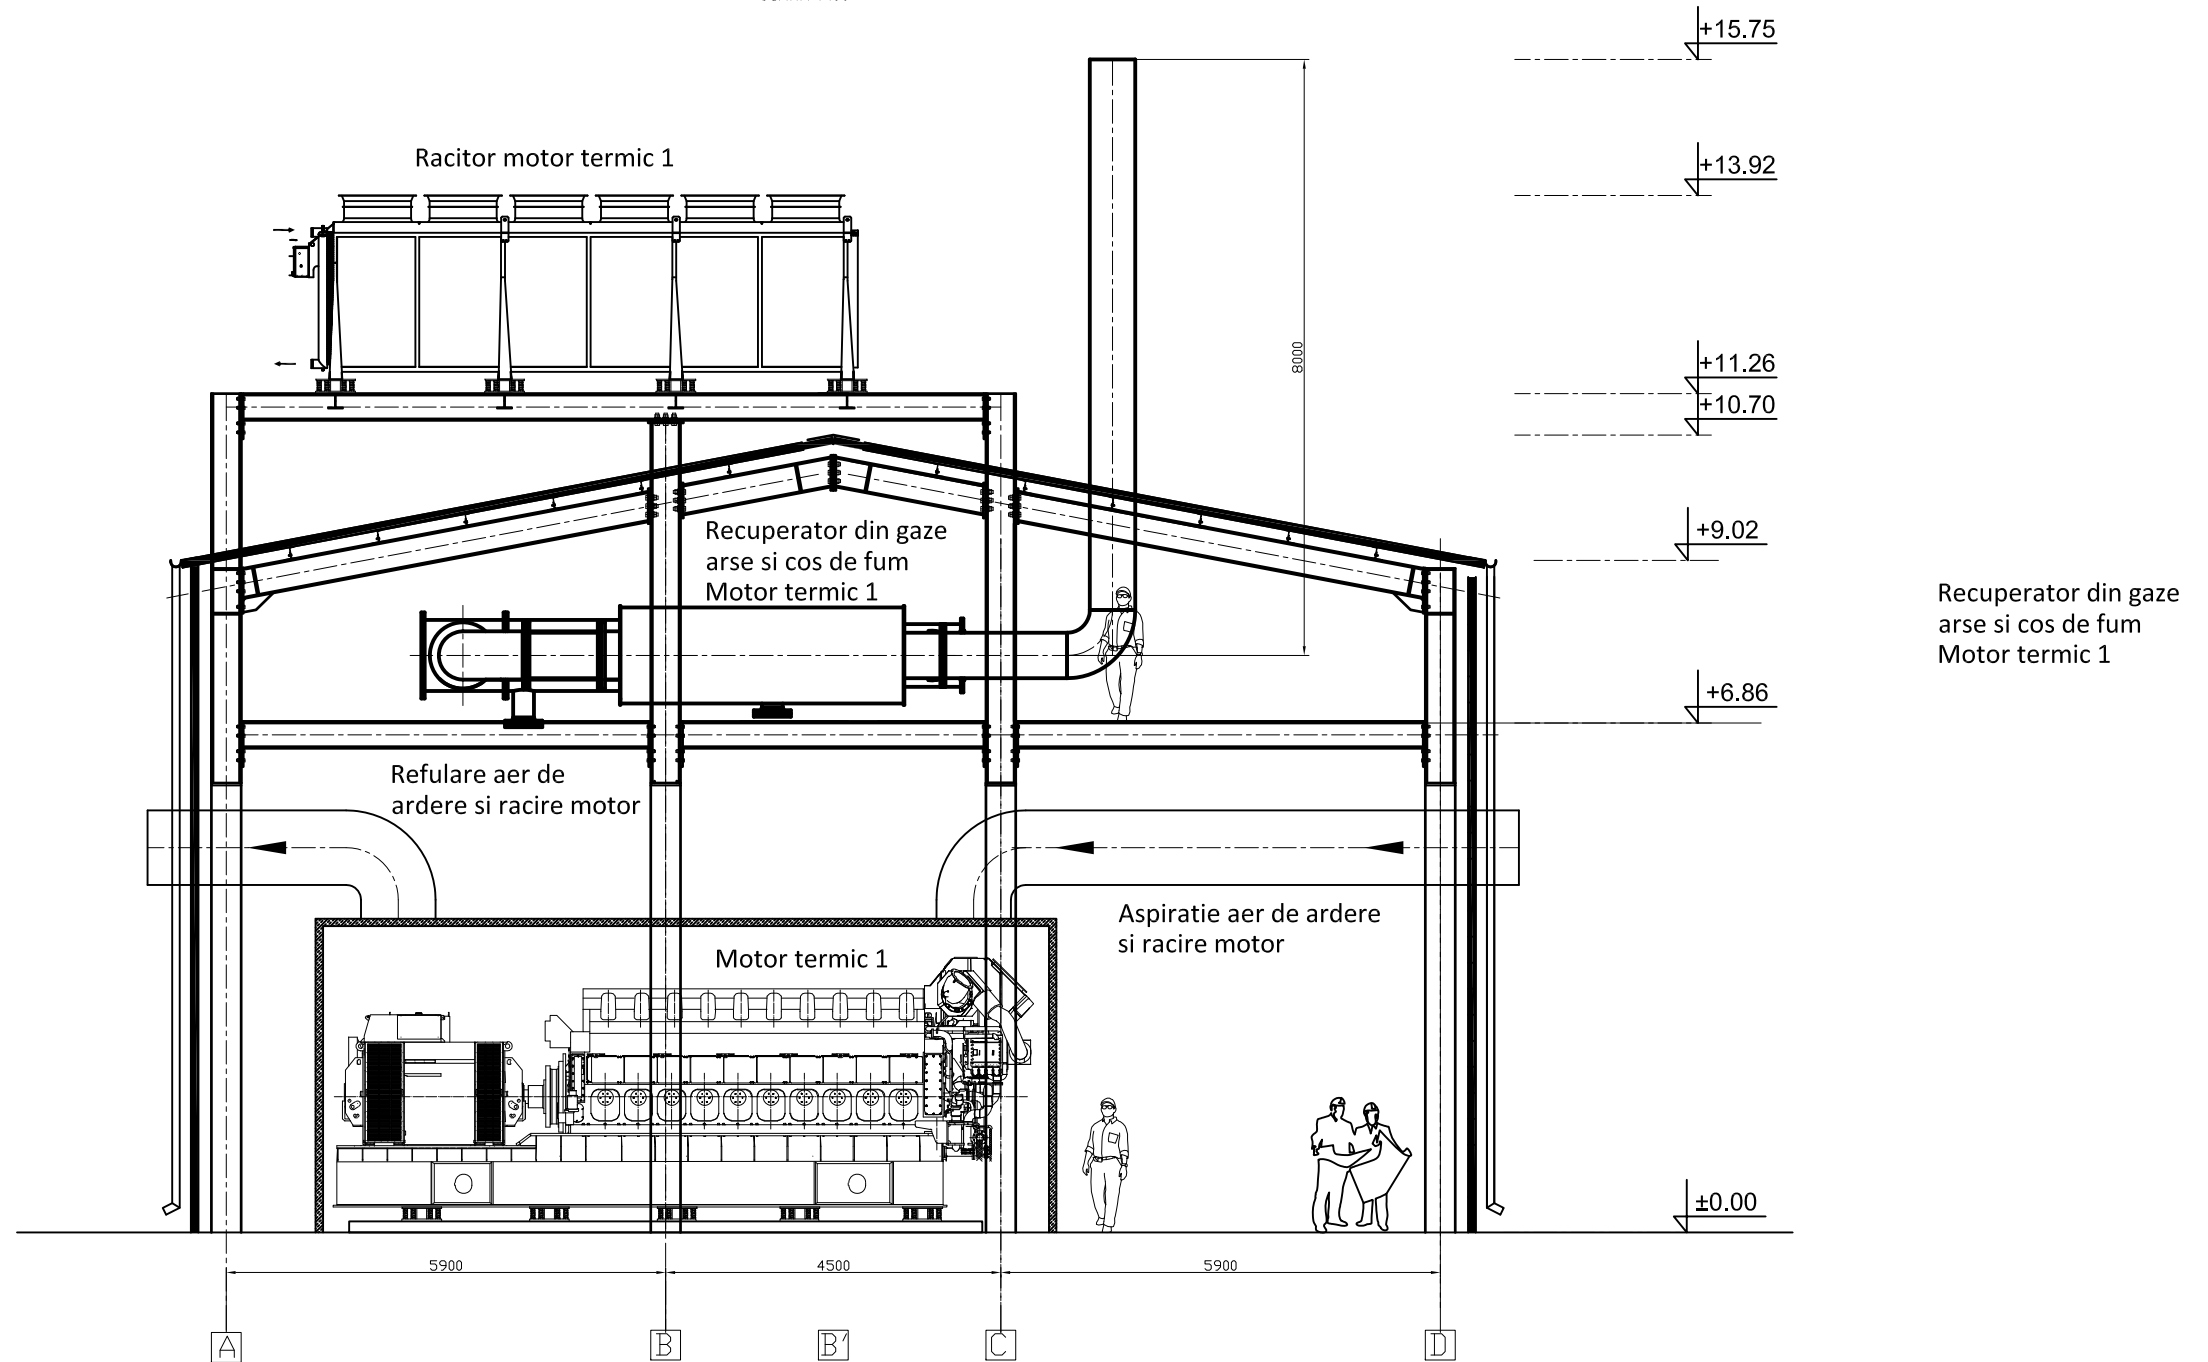 +15.75
Racitor motor termic 1
+13.92
8000
+11.26
+10.70
Recuperator din gaze
arse si cos de fum
Motor termic 1
+9.02
Recuperator din gaze
arse si cos de fum
Motor termic 1
+6.86
Refulare aer de
ardere si racire motor
Aspiratie aer de ardere
si racire motor
Motor termic 1
±0.00
5900
4500
5900
A
B
B'
C
D